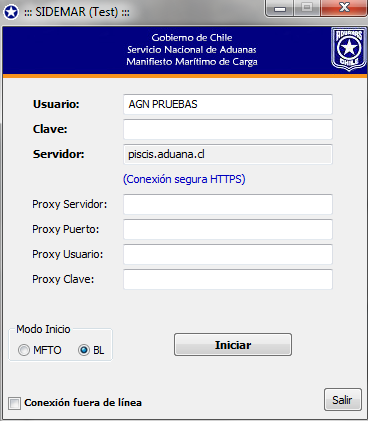 ::: SIDEMAR (Test) :::
Gobierno de Chile
Servicio Nacional de Aduanas
Manifiesto Marítimo de Carga
ADUANAS
CHILE
Usuario: AGN PRUEBAS
Clave:
Servidor: piscis.aduana.cl
(Conexión segura HTTPS)
Proxy Servidor:
Proxy Puerto:
Proxy Usuario:
Proxy Clave:
Modo Inicio
MFTO BL
Iniciar
Conexión fuera de línea
Salir